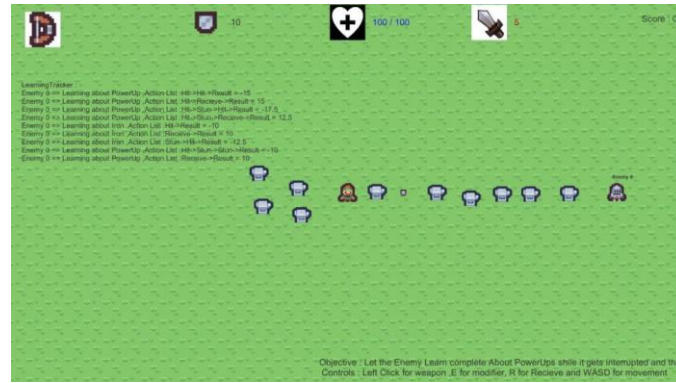 10
100 / 100
5
Score : 0
LearningTracker :
Enemy 0 => Learning about PowerUp ,Action List :Hit->Hit->Result = -15
Enemy 0 => Learning about PowerUp ,Action List :Hit->Recieve->Result = 15
Enemy 0 => Learning about PowerUp ,Action List :Hit->Stun->Hit->Result = -17.5
Enemy 0 => Learning about PowerUp ,Action List :Hit->Stun->Recieve->Result = 12.5
Enemy 0 => Learning about Iron ,Action List :Hit->Result = -10
Enemy 0 => Learning about Iron ,Action List :Recieve->Result = 10
Enemy 0 => Learning about Iron ,Action List :Stun->Hit->Result = -12.5
Enemy 0 => Learning about PowerUp ,Action List :Hit->Stun->Stun->Result = -10
Enemy 0 => Learning about PowerUp ,Action List :Recieve->Result = 10
Enemy 0
Objective : Let the Enemy Learn complete About PowerUps shile it gets interrupted and th
Controls : Left Click for weapon ,E for modifier, R for Recieve and WASD for movement